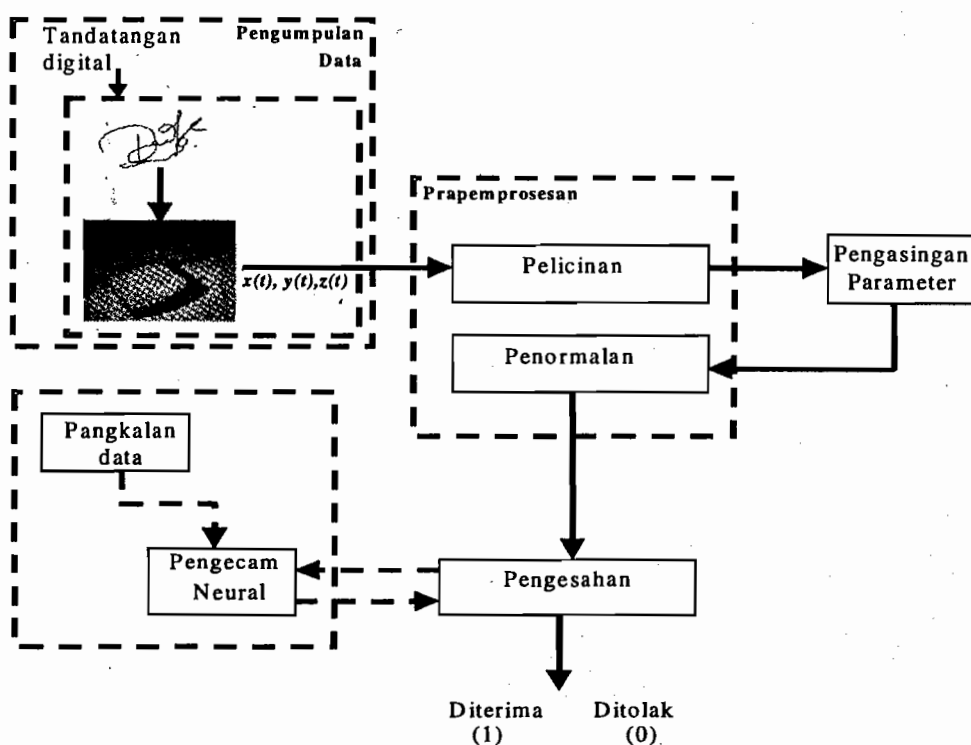 Tandatangan
digital
Pengumpulan
Data
x(t), y(t),z(t)
Prapemprosesan
Pelicinan
Pengasingan
Parameter
Penormalan
Pangkalan
data
Pengecam
Neural
Pengesahan
Diterima
(1)
Ditolak
(0)